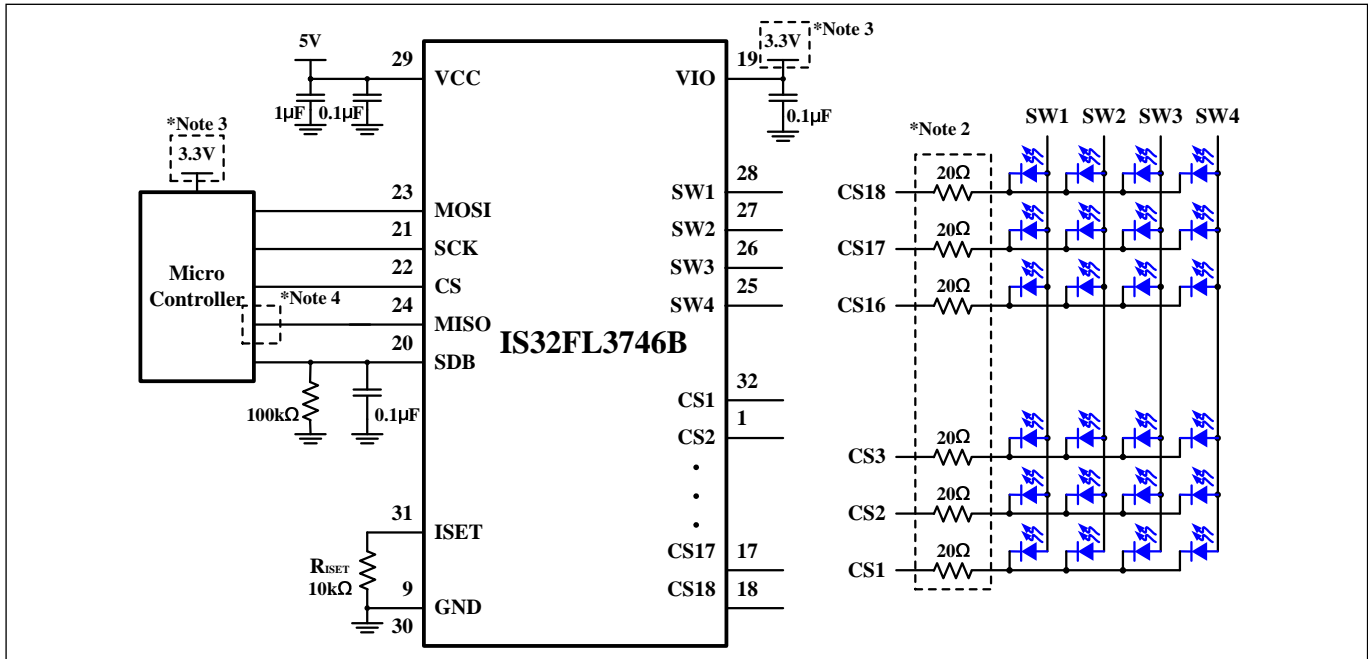 5V
29
VCC
1µF
0.1µF
*Note 3
3.3V
19
VIO
0.1µF
*Note 3
3.3V
Micro
Controller
23
MOSI
21
SCK
22
CS
*Note 4
24
MISO
20
SDB
100kΩ
0.1µF
IS32FL3746B
28
SW1
27
SW2
26
SW3
25
SW4
32
CS1
1
CS2
CS17
17
CS18
18
31
ISET
RISET
10kΩ
9
GND
30
*Note 2
SW1 SW2 SW3 SW4
CS18
20Ω
CS17
20Ω
CS16
20Ω
CS3
20Ω
CS2
20Ω
CS1
20Ω